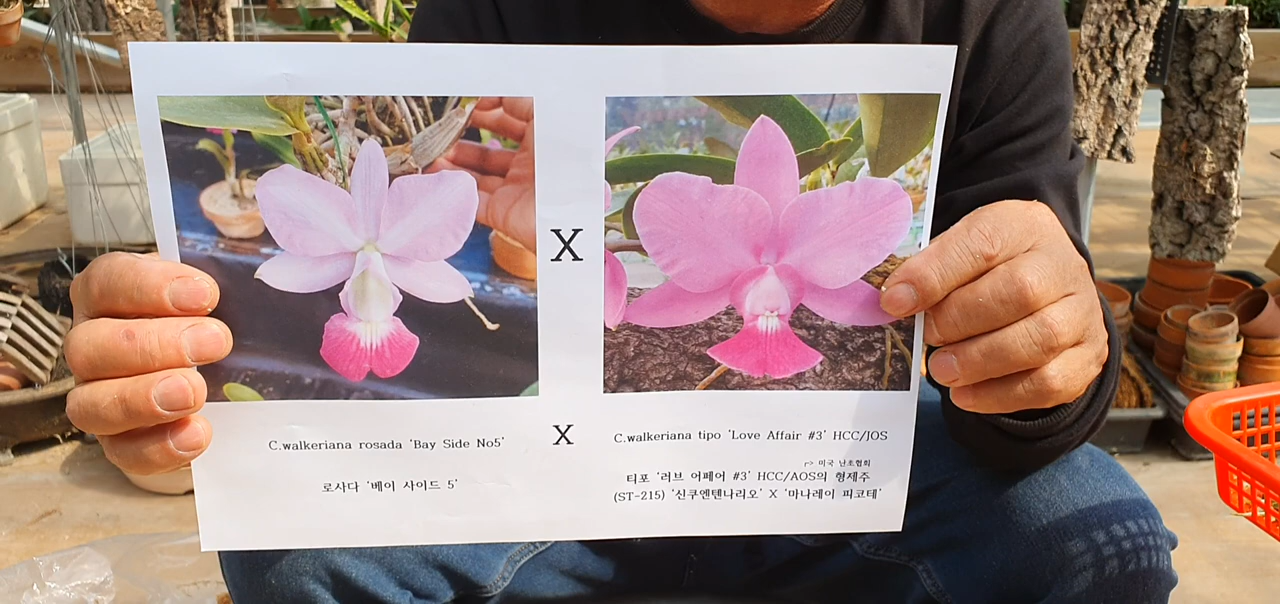 X
C.walkeriana rosada 'Bay Side No5'
X
C.walkeriana tipo 'Love Affair #3' HCC/JOS
로사다 '베이 사이드 5'
r> 미국 난초협회
티포 '러브 어페어 #3' HCC/AOS의 형제주
(ST-215) '신쿠엔텐나리오' X '마나레이 피코테'